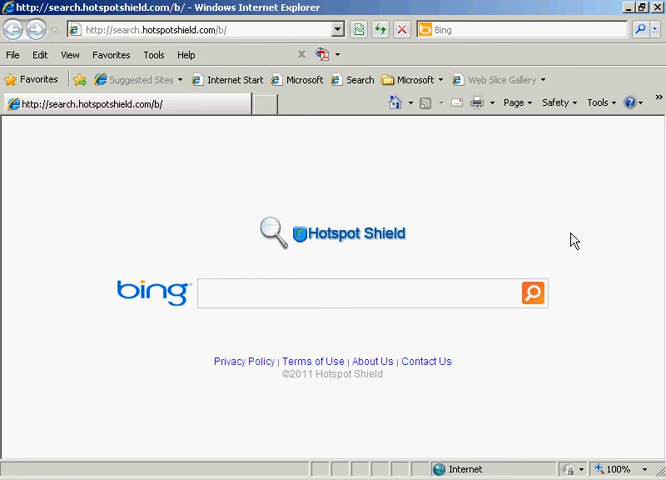 http://search.hotspotshield.com/b/ - Windows Internet Explorer
http://search.hotspotshield.com/b/
Bing
File Edit View Favorites Tools Help
Favorites Suggested Sites Internet Start Microsoft Search Microsoft Web Slice Gallery
http://search.hotspotshield.com/b/
Page Safety Tools
Hotspot Shield
bing™
Privacy Policy | Terms of Use | About Us | Contact Us
©2011 Hotspot Shield
Internet 100%